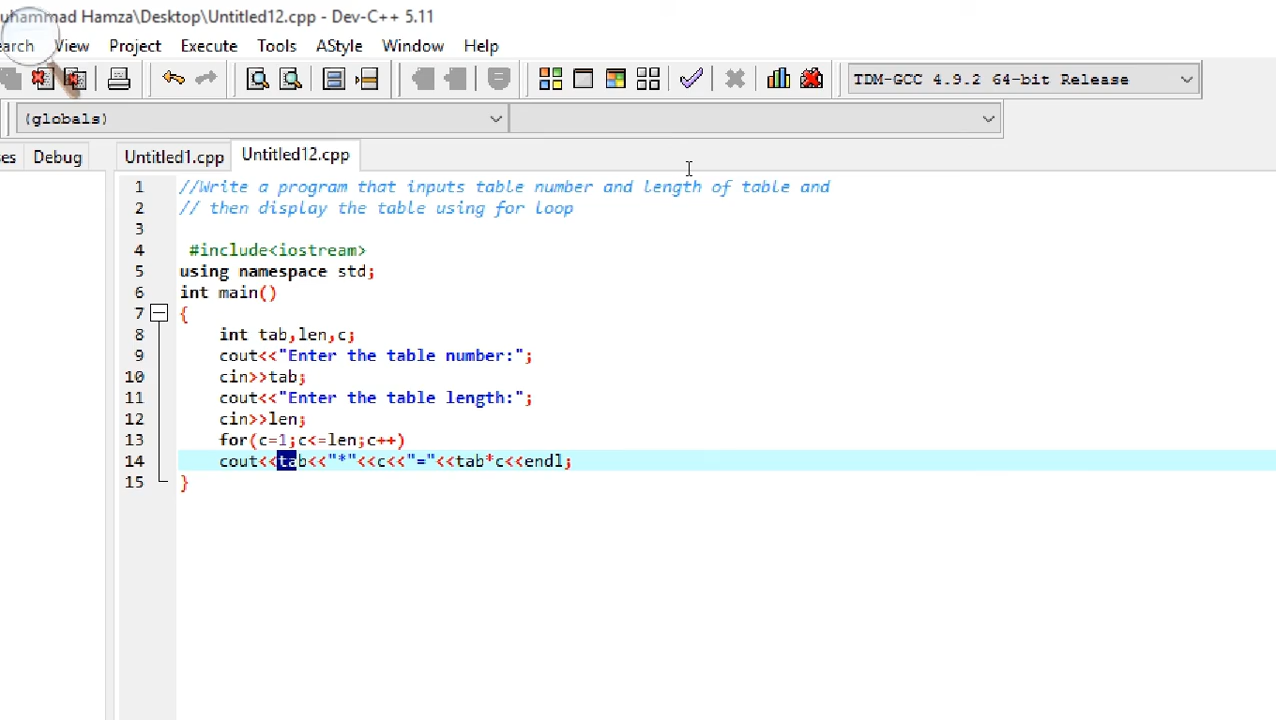 uhammad Hamza\Desktop\Untitled12.cpp - Dev-C++ 5.11
earch View Project Execute Tools AStyle Window Help
TDM-GCC 4.9.2 64-bit Release
(globals)
es Debug Untitled1.cpp Untitled12.cpp
1 //Write a program that inputs table number and length of table and
2 // then display the table using for loop
3
4 #include<iostream>
5 using namespace std;
6 int main()
7 {
8 int tab,len,c;
9 cout<<"Enter the table number:";
10 cin>>tab;
11 cout<<"Enter the table length:";
12 cin>>len;
13 for(c=1;c<=len;c++)
14 cout<<tab<<"*"<<c<<"="<<tab*c<<endl;
15 }